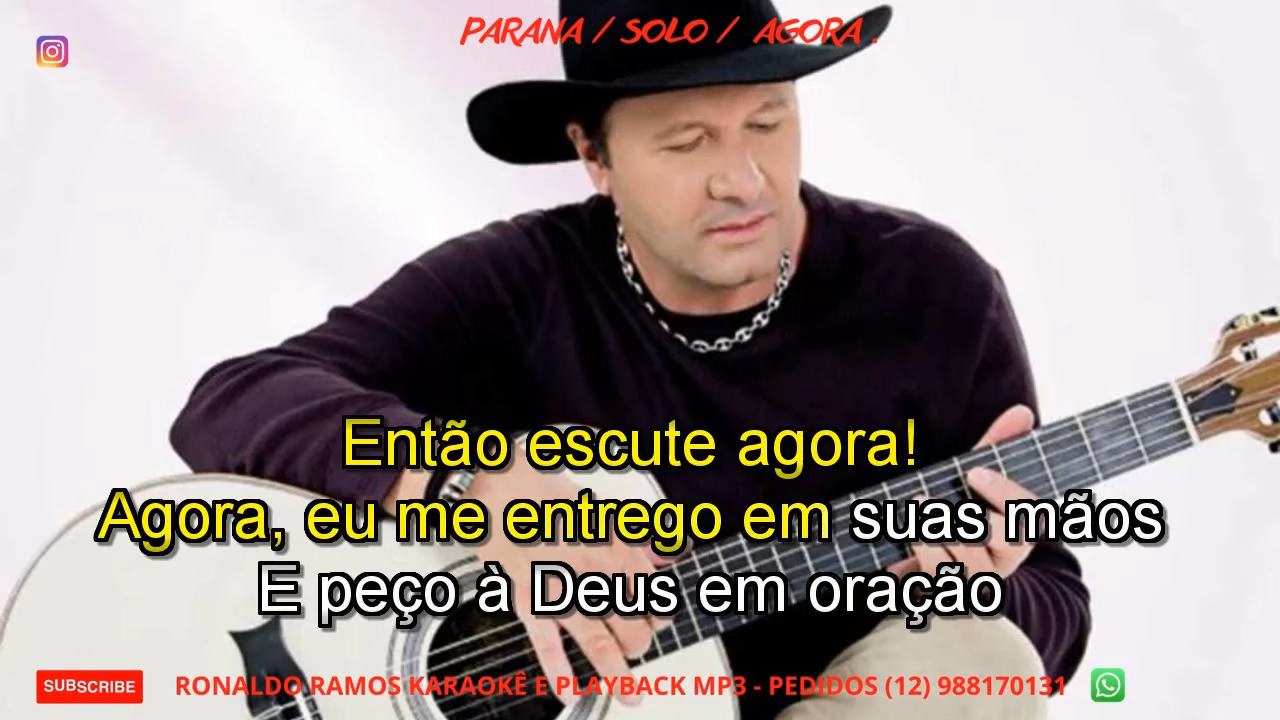 PARANA / SOLO / AGORA .
Então escute agora!
Agora, eu me entrego em suas mãos
E peço à Deus em oração
SUBSCRIBE
RONALDO RAMOS KARAOKÊ E PLAYBACK MP3 - PEDIDOS (12) 988170131